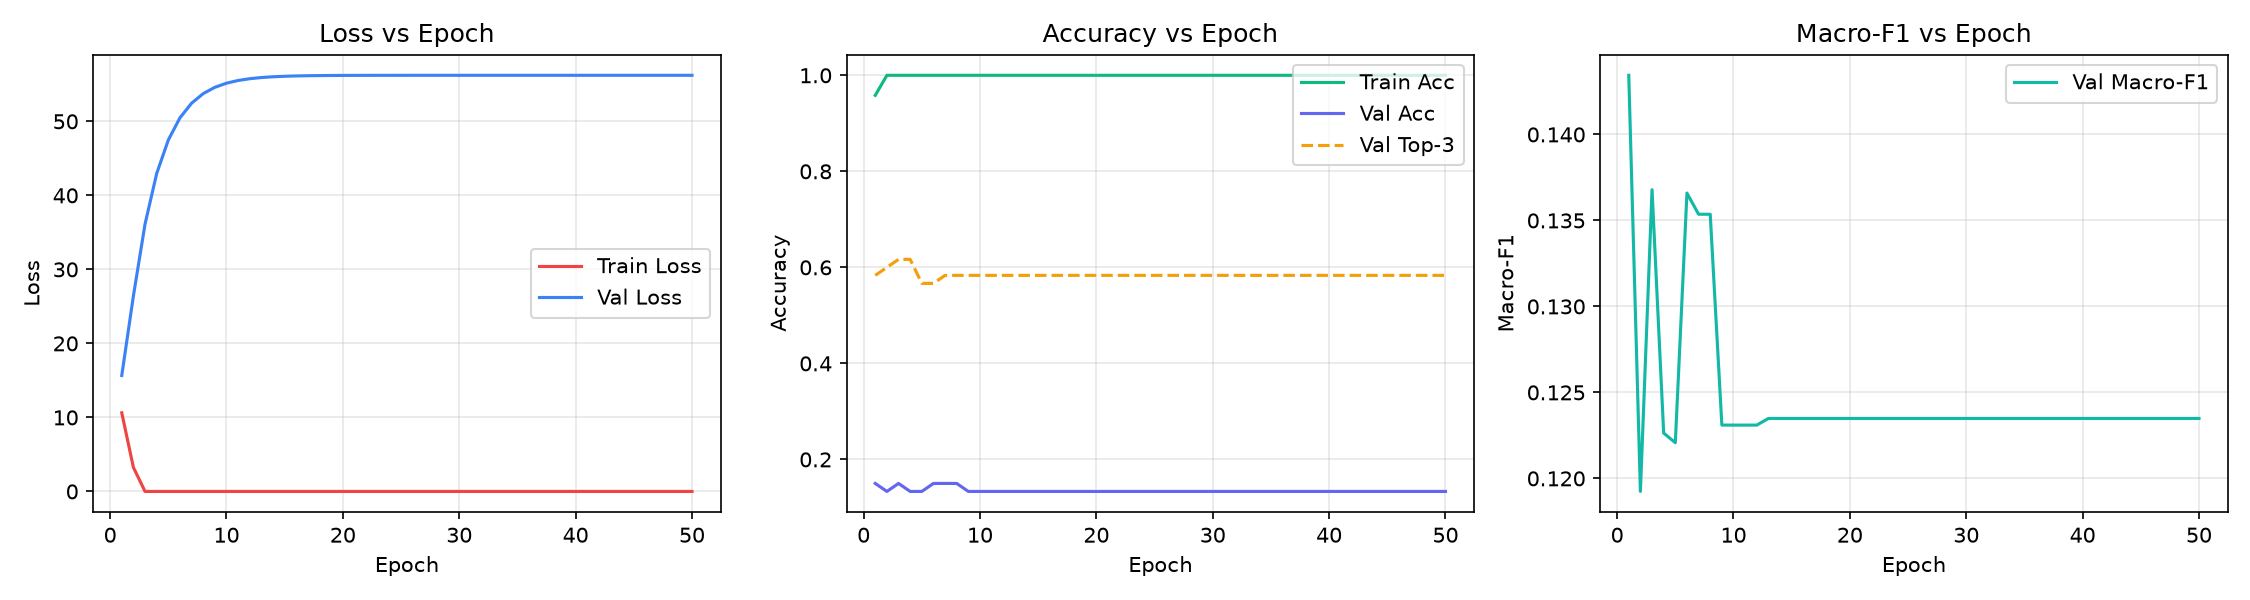 Loss vs Epoch
50
40
30
20
10
0
Loss
Train Loss
Val Loss
0 10 20 30 40 50
Epoch
Accuracy vs Epoch
1.0
0.8
0.6
0.4
0.2
Accuracy
Train Acc
Val Acc
Val Top-3
0 10 20 30 40 50
Epoch
Macro-F1 vs Epoch
0.140
0.135
0.130
0.125
0.120
Macro-F1
Val Macro-F1
0 10 20 30 40 50
Epoch